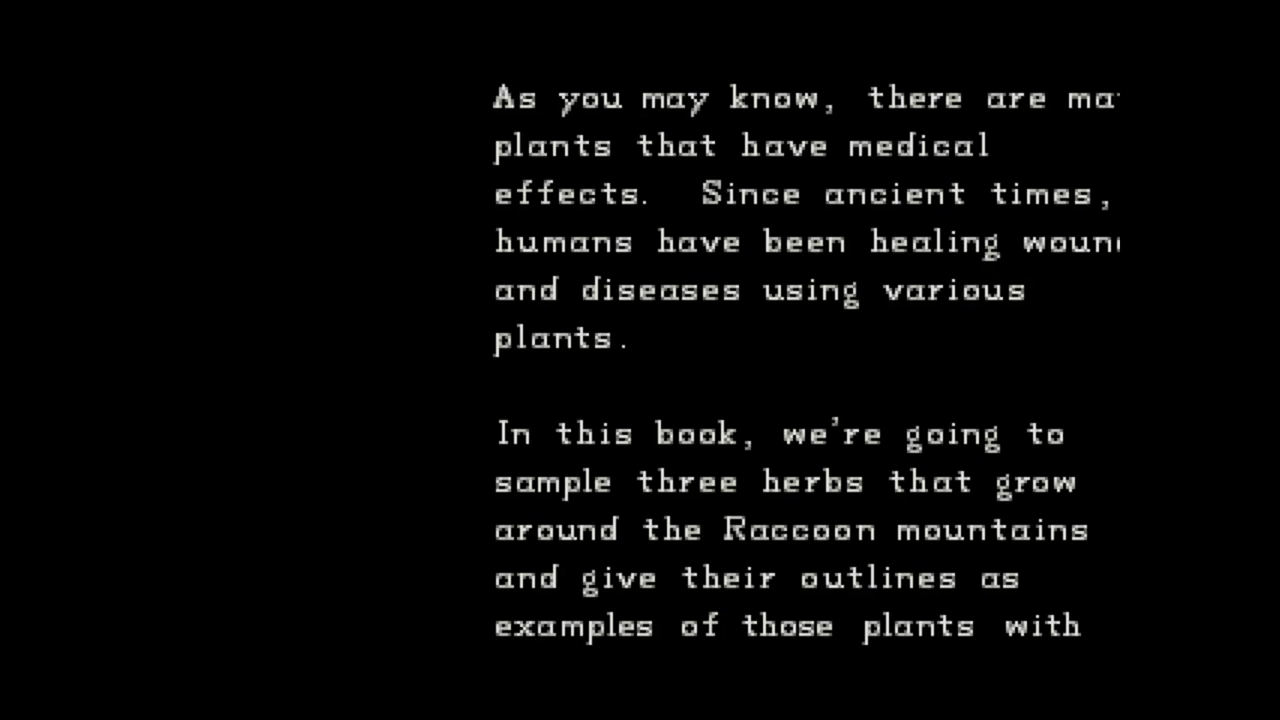 As you may know, there are
plants that have medical
effects. Since ancient times,
humans have been healing
and diseases using various
plants.
In this book, we're going to
sample three herbs that grow
around the Raccoon mountains
and give their outlines as
examples of those plants with